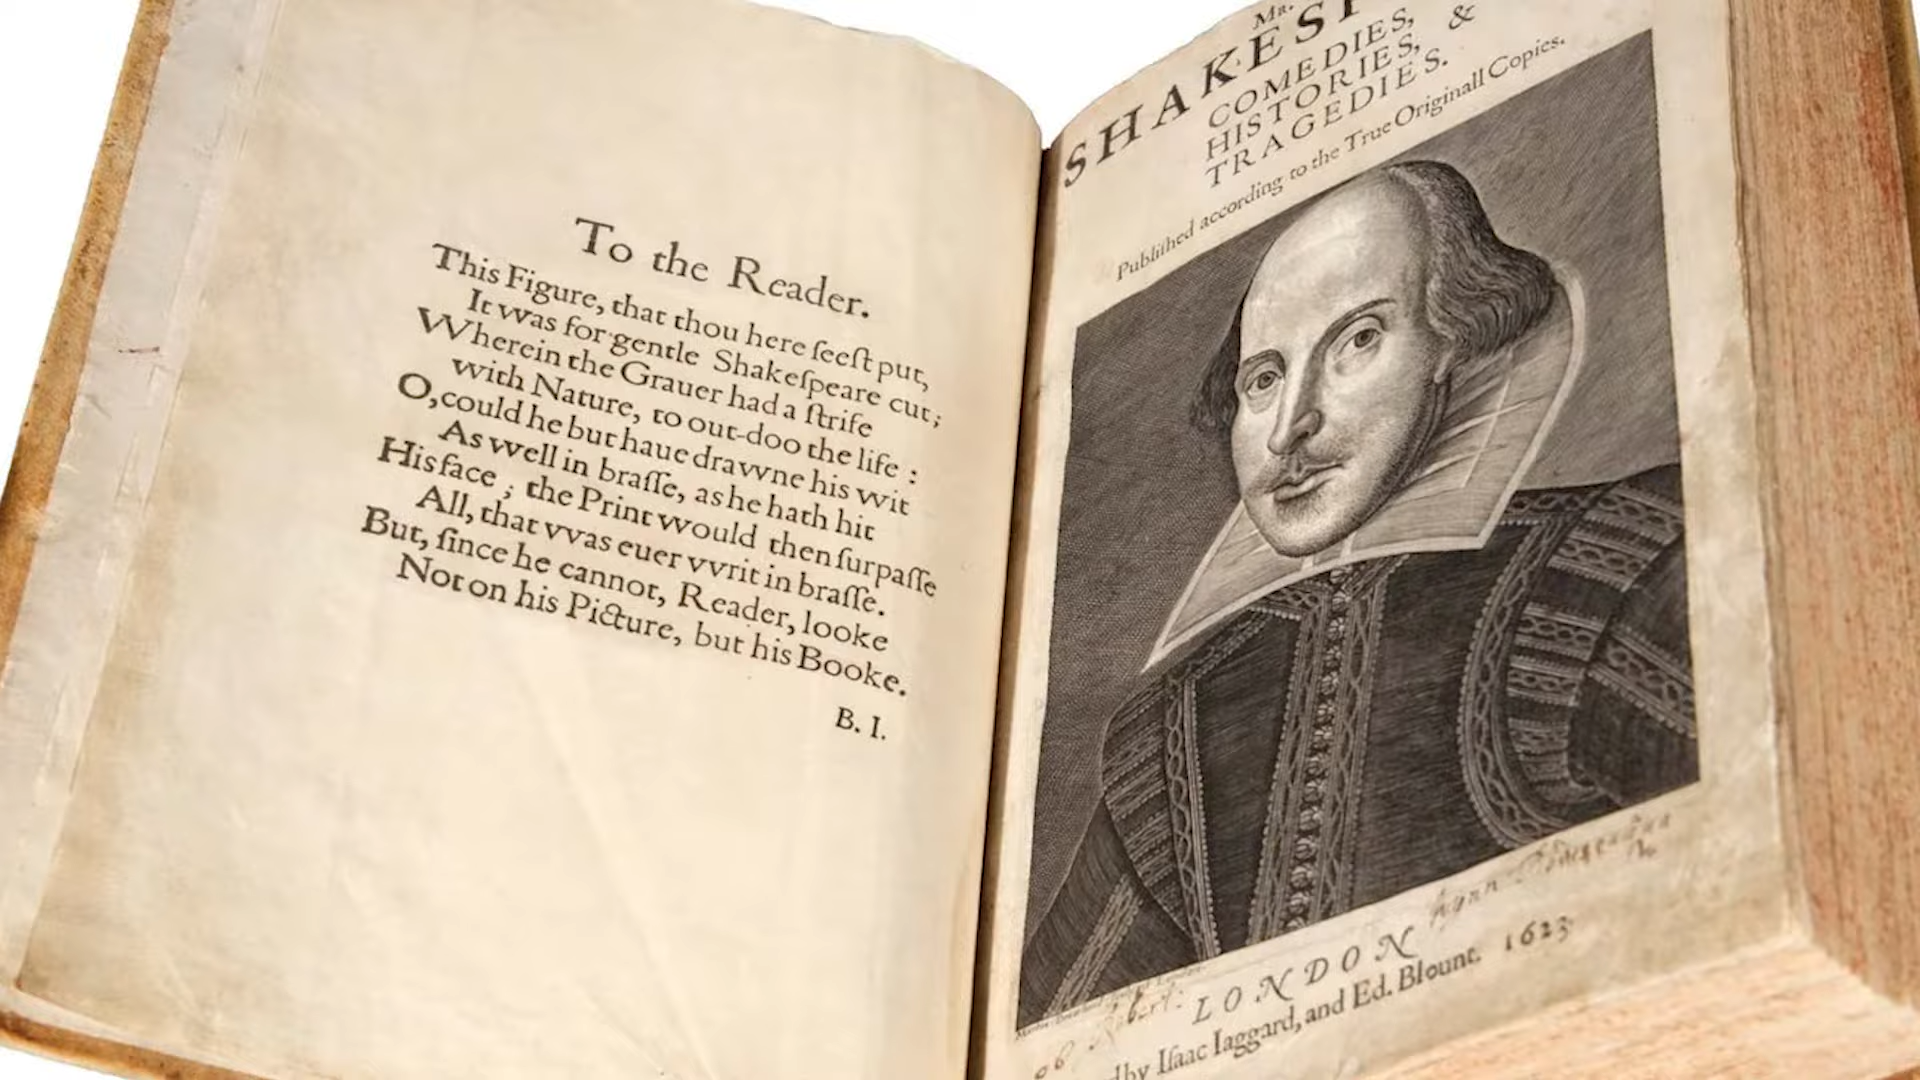 To the Reader.
This Figure, that thou here ſeeſt put,
It was for gentle Shakeſpeare cut;
Wherein the Grauer had a ſtrife
with Nature, to out-doo the life :
O, could he but haue dravvne his wit
As well in braſſe, as he hath hit
His face ; the Print would then ſurpaſſe
All, that vvas euer vvrit in braſſe.
But, ſince he cannot, Reader, looke
Not on his Picture, but his Booke.
B. I.
Mr.
SHAKESP
COMEDIES,
HISTORIES, &
TRAGEDIES.
Publiſhed according to the True Originall Copies.
LONDON
by Iſaac Iaggard, and Ed. Blount. 1623